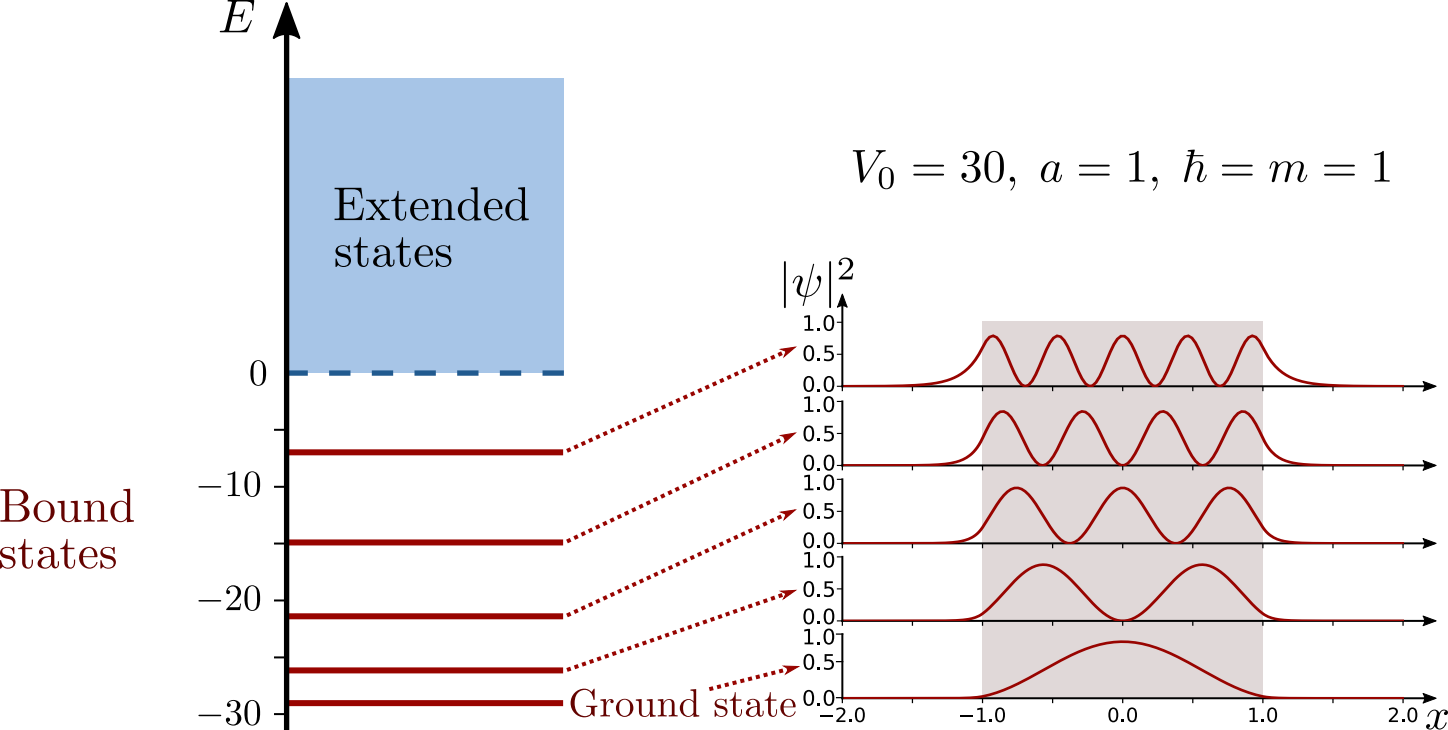 E
Extended
states
0
−10
−20
−30
Bound
states
Ground state
V₀ = 30, a = 1, ħ = m = 1
|ψ|²
1.0
0.5
0.0
1.0
0.5
0.0
1.0
0.5
0.0
1.0
0.5
0.0
1.0
0.5
0.0
−2.0 −1.0 0.0 1.0 2.0 x